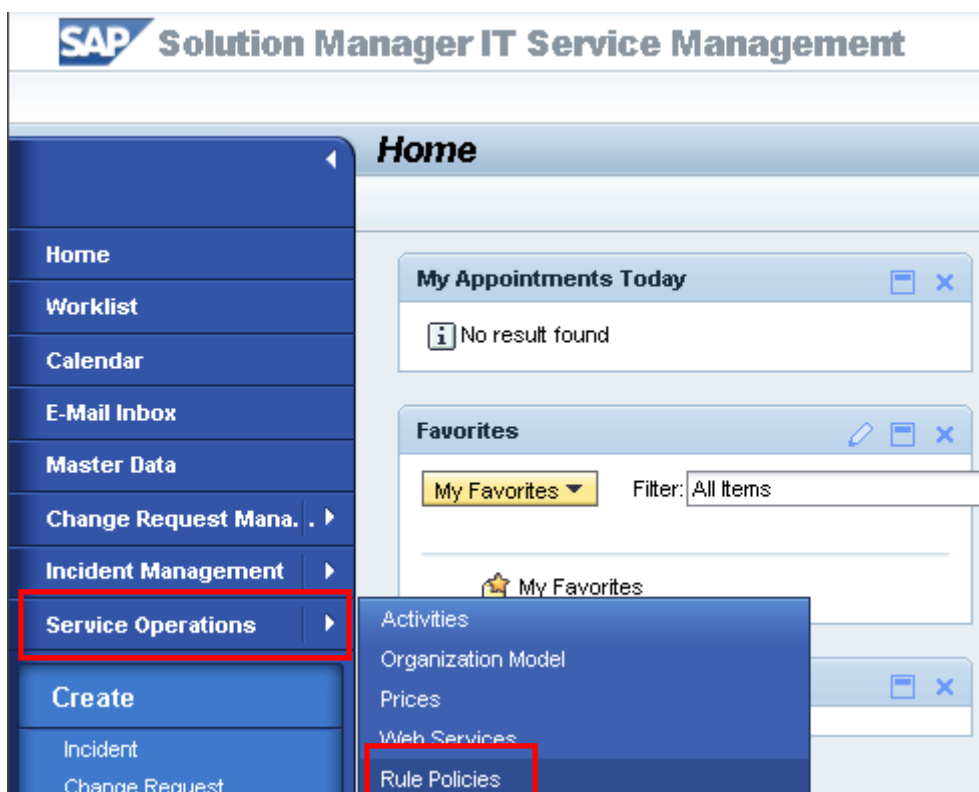 SAP Solution Manager IT Service Management
Home
Home
Worklist
Calendar
E-Mail Inbox
Master Data
Change Request Mana. .
Incident Management
Service Operations
Create
Incident
Change Request
My Appointments Today
No result found
Favorites
My Favorites
Filter: All Items
My Favorites
Activities
Organization Model
Prices
Web Services
Rule Policies